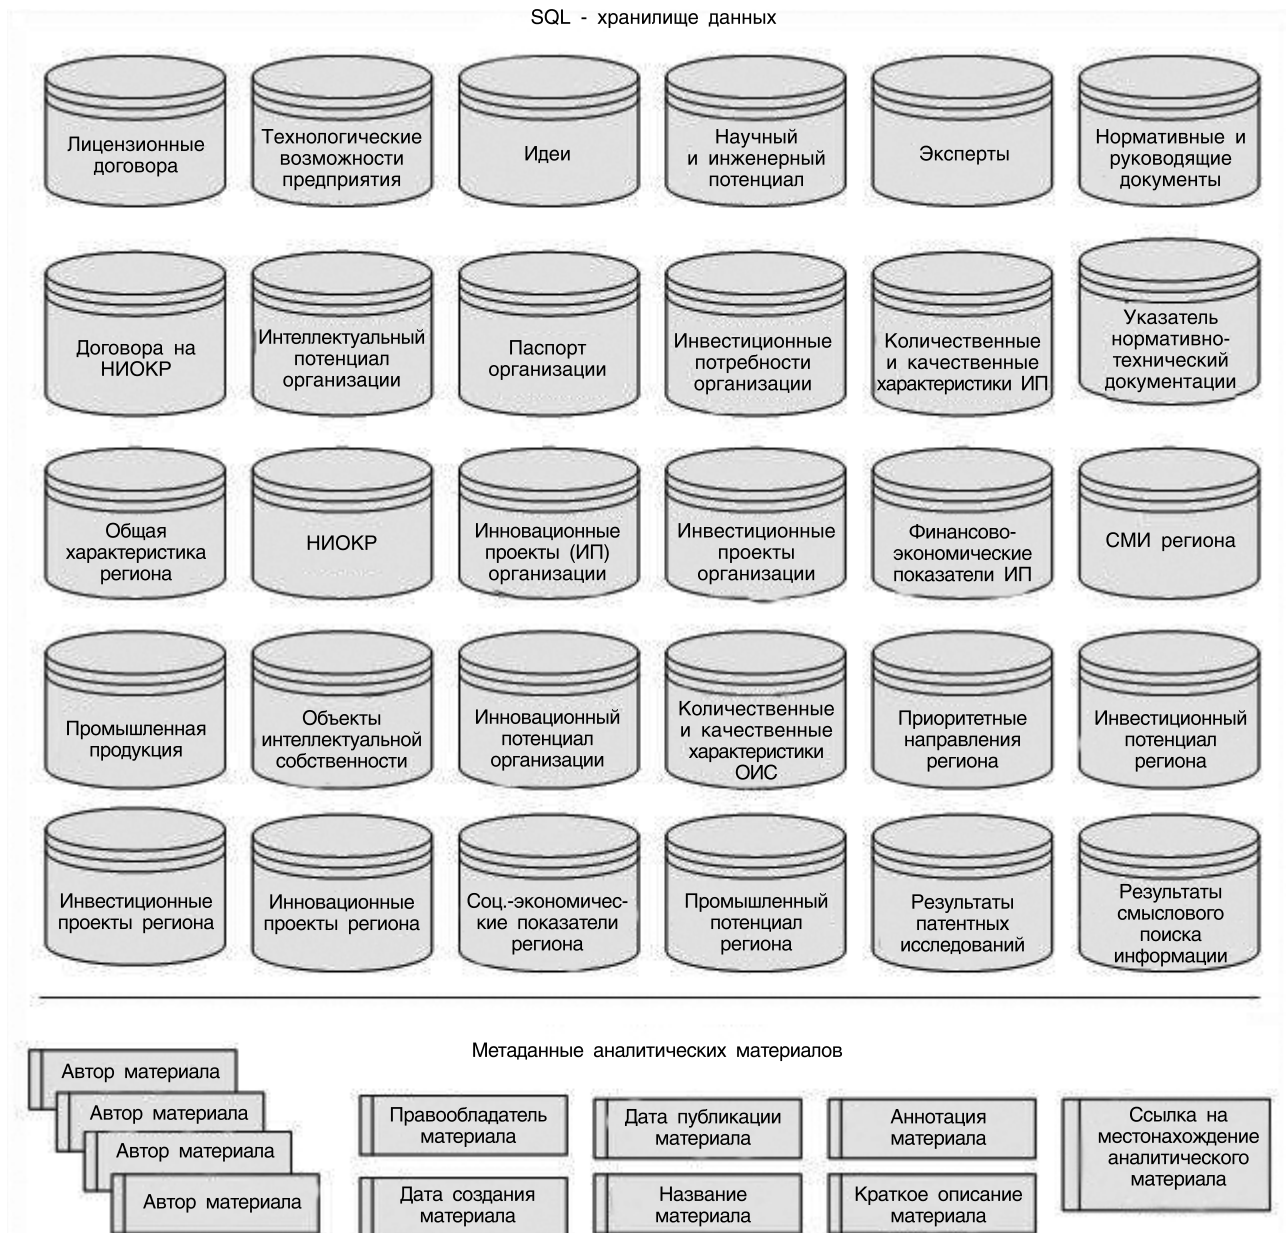 SQL - хранилище данных
Лицензионные
договора
Технологические
возможности
предприятия
Идеи
Научный
и инженерный
потенциал
Эксперты
Нормативные и
руководящие
документы
Договора на
НИОКР
Интеллектуальный
потенциал
организации
Паспорт
организации
Инвестиционные
потребности
организации
Количественные
и качественные
характеристики ИП
Указатель
нормативно-
технический
документации
Общая
характеристика
региона
НИОКР
Инновационные
проекты (ИП)
организации
Инвестиционные
проекты
организации
Финансово-
экономические
показатели ИП
СМИ региона
Промышленная
продукция
Объекты
интеллектуальной
собственности
Инновационный
потенциал
организации
Количественные
и качественные
характеристики
ОИС
Приоритетные
направления
региона
Инвестиционный
потенциал
региона
Инвестиционные
проекты региона
Инновационные
проекты региона
Соц.-экономичес-
кие показатели
региона
Промышленный
потенциал
региона
Результаты
патентных
исследований
Результаты
смыслового
поиска
информации
Метаданные аналитических материалов
Автор материала
Автор материала
Автор материала
Автор материала
Правообладатель
материала
Дата публикации
материала
Аннотация
материала
Ссылка на
местонахождение
аналитического
материала
Дата создания
материала
Название
материала
Краткое описание
материала